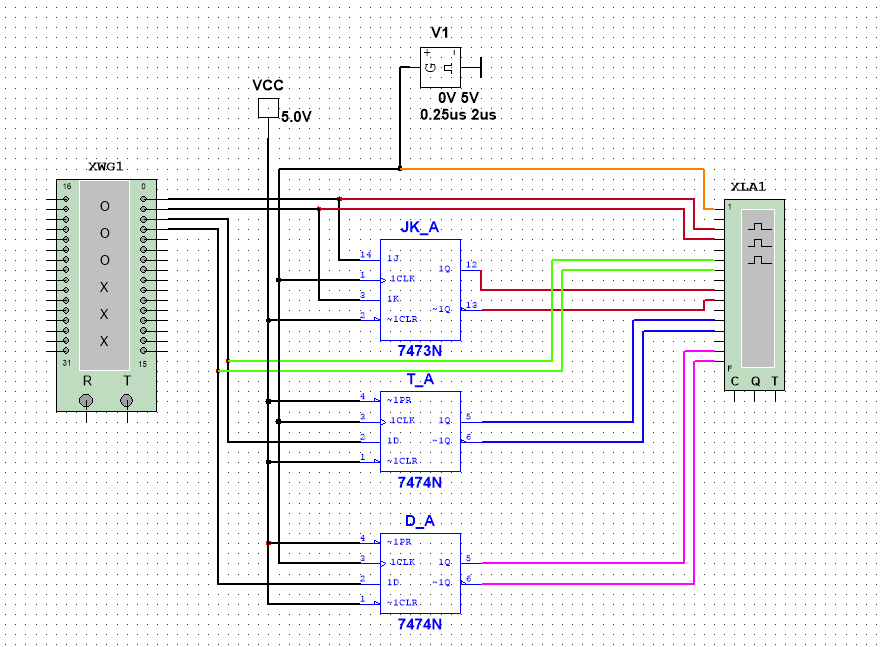 V1
G + -
0V 5V
0.25us 2us
VCC
5.0V
XWG1
16 0
O
O
O
X
X
X
31 15
R T
XLA1
1
F
C Q T
JK_A
14 1J 1Q 12
1 1CLK
3 1K ~1Q 13
2 ~1CLR
7473N
T_A
4 ~1PR
3 1CLK 1Q 5
2 1D ~1Q 6
1 ~1CLR
7474N
D_A
4 ~1PR
3 1CLK 1Q 5
2 1D ~1Q 6
1 ~1CLR
7474N